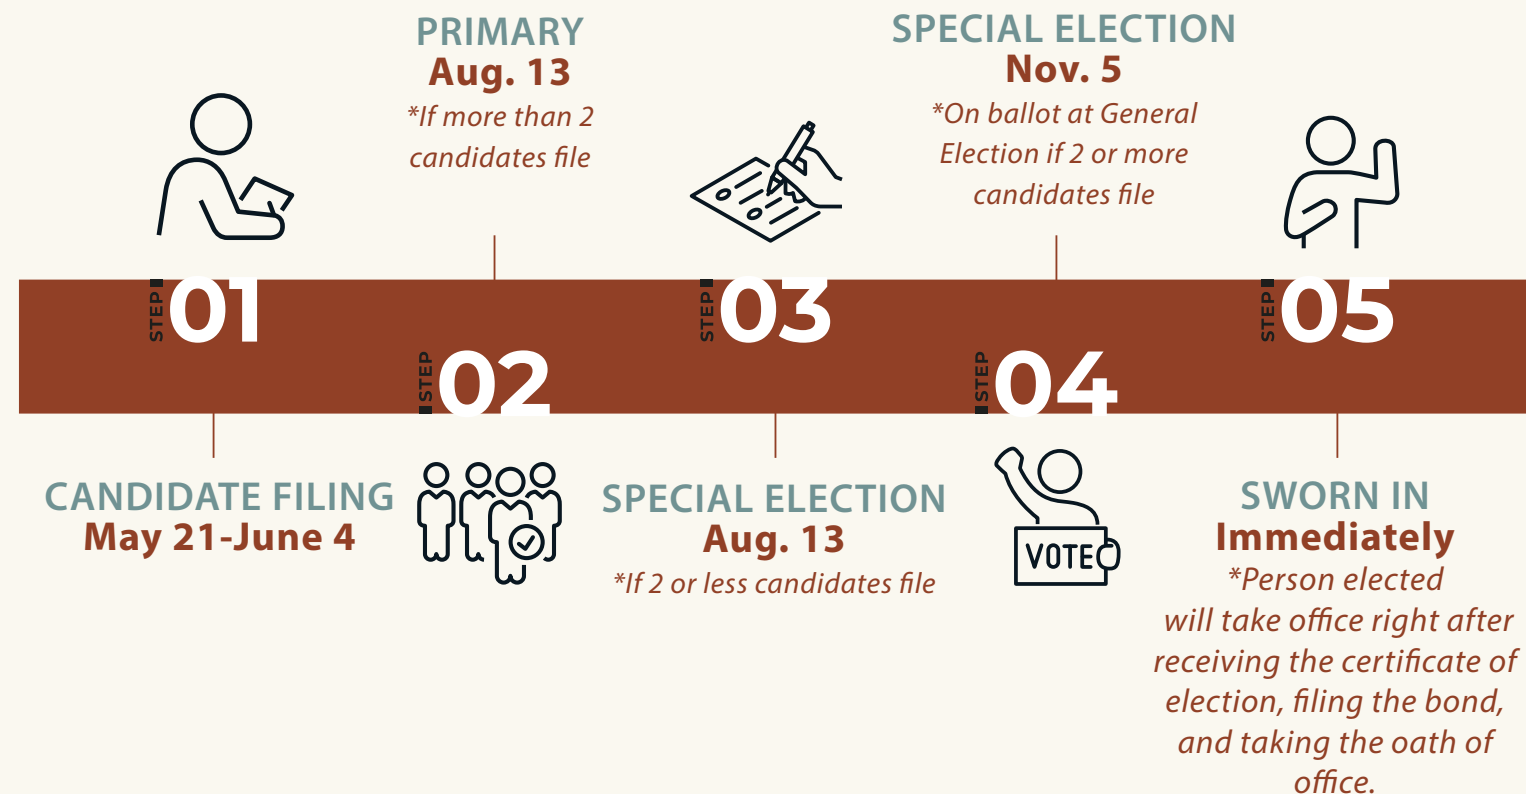 STEP 01
CANDIDATE FILING
May 21-June 4
PRIMARY
Aug. 13
*If more than 2
candidates file
STEP 02
STEP 03
SPECIAL ELECTION
Aug. 13
*If 2 or less candidates file
SPECIAL ELECTION
Nov. 5
*On ballot at General
Election if 2 or more
candidates file
STEP 04
VOTE
STEP 05
SWORN IN
Immediately
*Person elected
will take office right after
receiving the certificate of
election, filing the bond,
and taking the oath of
office.